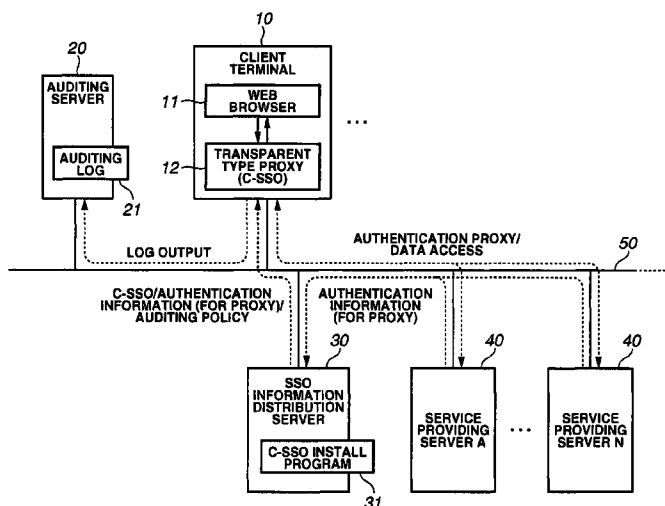 10
20
CLIENT
TERMINAL
AUDITING
SERVER
11
WEB
BROWSER
...
AUDITING
LOG
12
TRANSPARENT
TYPE PROXY
(C-SSO)
21
LOG OUTPUT
AUTHENTICATION PROXY/
DATA ACCESS
50
C-SSO/AUTHENTICATION
INFORMATION (FOR PROXY)/
AUDITING POLICY
AUTHENTICATION
INFORMATION
(FOR PROXY)
30
40
40
SSO
INFORMATION
DISTRIBUTION
SERVER
SERVICE
PROVIDING
SERVER A
...
SERVICE
PROVIDING
SERVER N
C-SSO INSTALL
PROGRAM
31